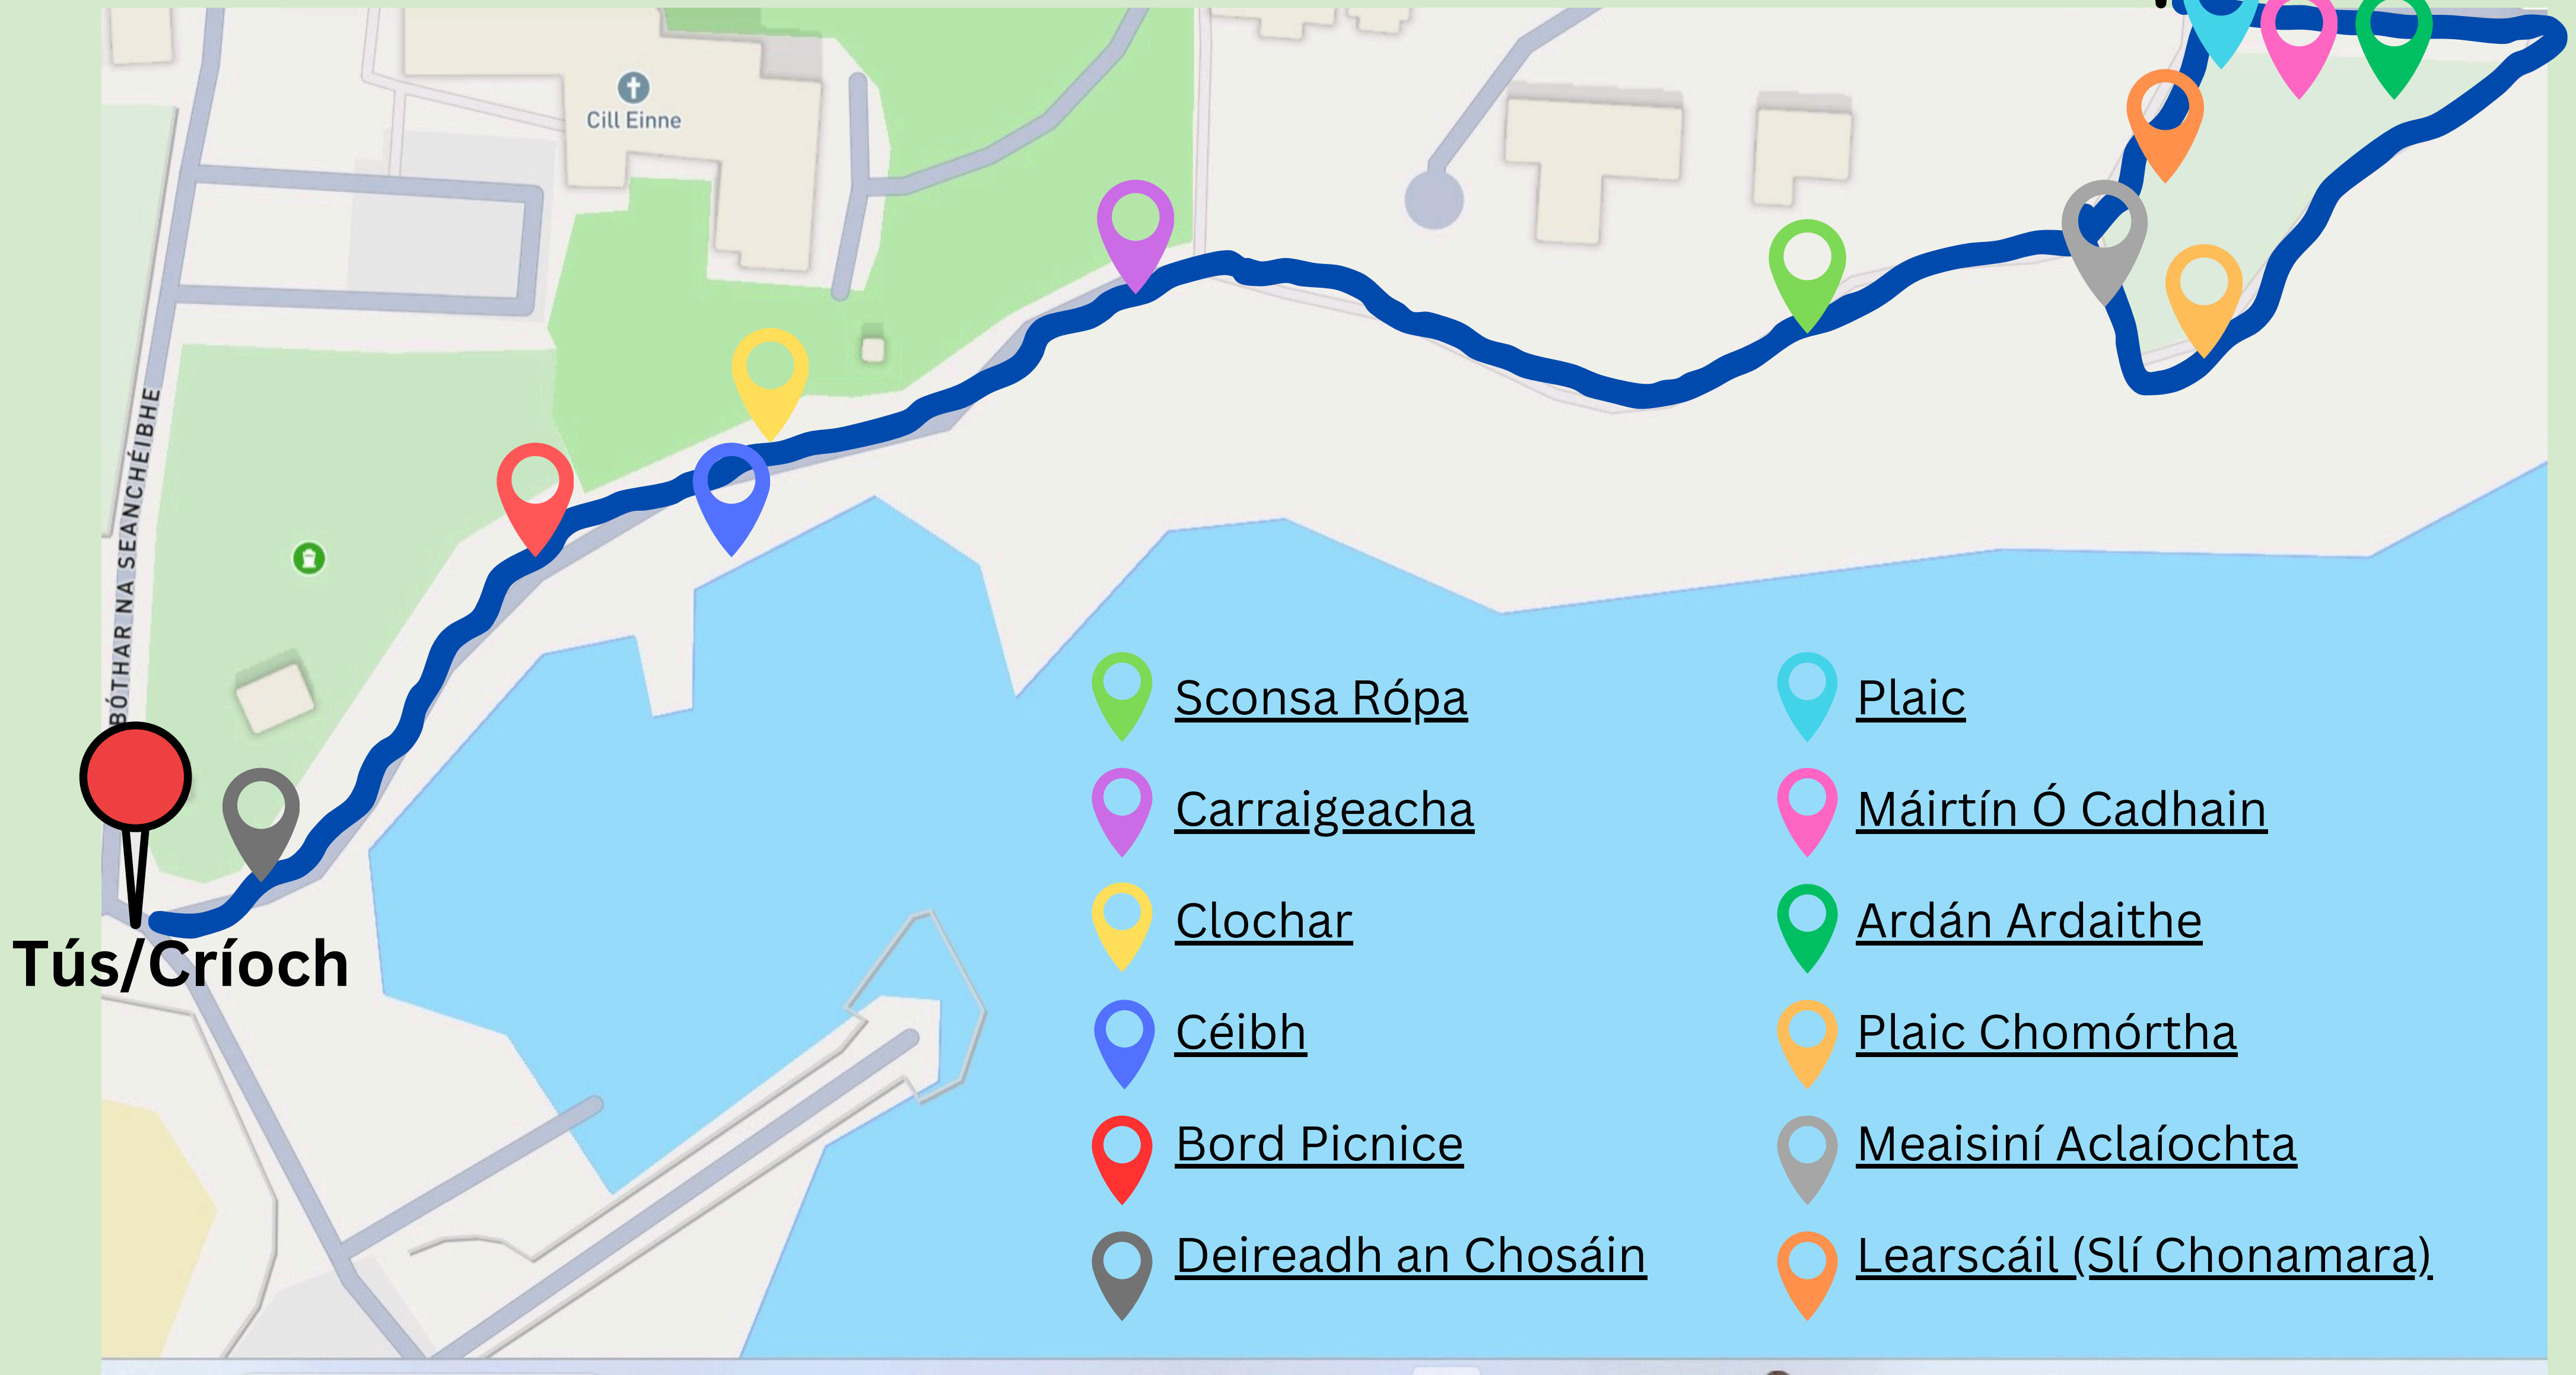 Cill Einne
BÓTHAR NA SEANCHÉIBHE
Tús/Críoch
Sconsa Rópa
Carraigeacha
Clochar
Céibh
Bord Picnice
Deireadh an Chosáin
Plaic
Máirtín Ó Cadhain
Ardán Ardaithe
Plaic Chomórtha
Meaisiní Aclaíochta
Learscáil (Slí Chonamara)